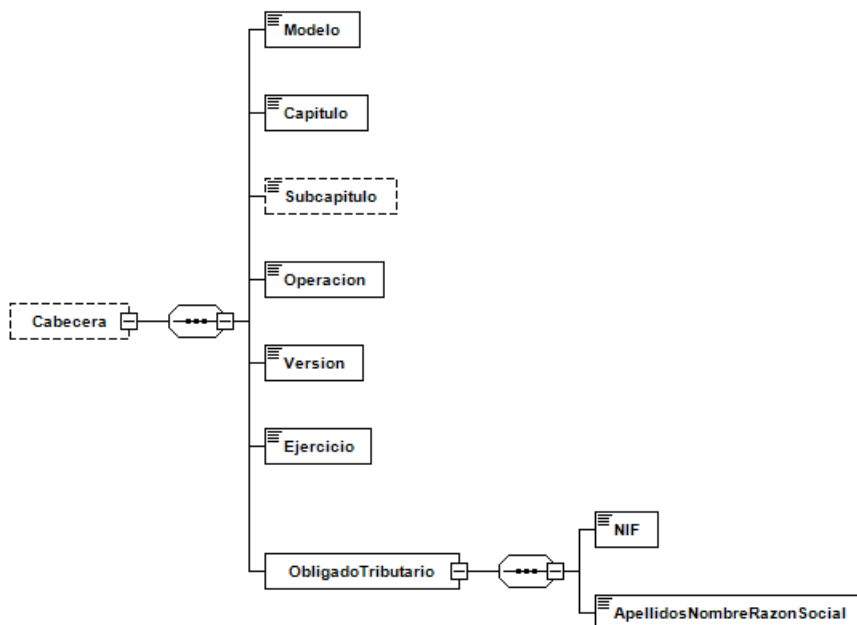 Modelo
Capitulo
Subcapitulo
Operacion
Cabecera
Version
Ejercicio
NIF
ObligadoTributario
ApellidosNombreRazonSocial